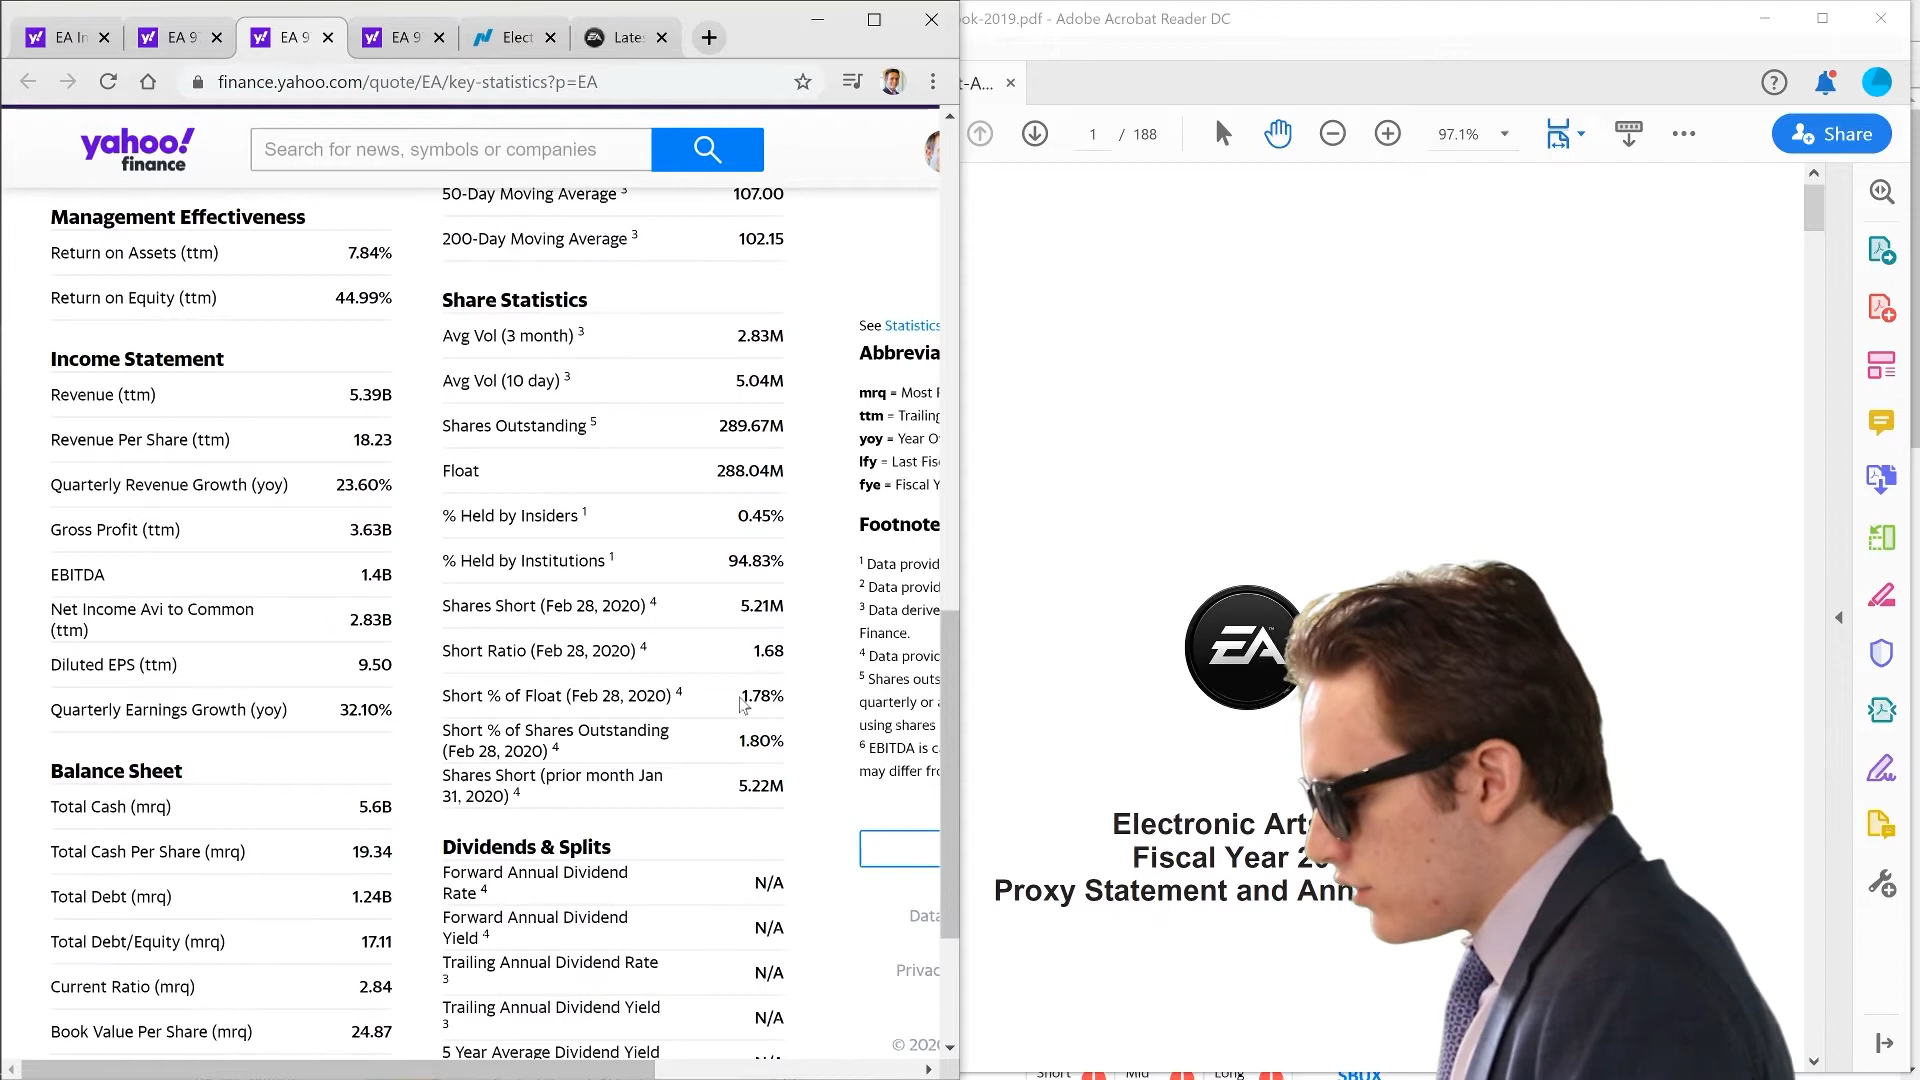 EA In
EA 9
EA 9
EA 9
Elect
Late
ok-2019.pdf - Adobe Acrobat Reader DC
finance.yahoo.com/quote/EA/key-statistics?p=EA
t-A...
1 / 188
97.1%
Share
yahoo!
finance
Search for news, symbols or companies
Management Effectiveness
Return on Assets (ttm) 7.84%
Return on Equity (ttm) 44.99%
Income Statement
Revenue (ttm) 5.39B
Revenue Per Share (ttm) 18.23
Quarterly Revenue Growth (yoy) 23.60%
Gross Profit (ttm) 3.63B
EBITDA 1.4B
Net Income Avi to Common
(ttm) 2.83B
Diluted EPS (ttm) 9.50
Quarterly Earnings Growth (yoy) 32.10%
Balance Sheet
Total Cash (mrq) 5.6B
Total Cash Per Share (mrq) 19.34
Total Debt (mrq) 1.24B
Total Debt/Equity (mrq) 17.11
Current Ratio (mrq) 2.84
Book Value Per Share (mrq) 24.87
50-Day Moving Average 3 107.00
200-Day Moving Average 3 102.15
Share Statistics
Avg Vol (3 month) 3 2.83M
Avg Vol (10 day) 3 5.04M
Shares Outstanding 5 289.67M
Float 288.04M
% Held by Insiders 1 0.45%
% Held by Institutions 1 94.83%
Shares Short (Feb 28, 2020) 4 5.21M
Short Ratio (Feb 28, 2020) 4 1.68
Short % of Float (Feb 28, 2020) 4 1.78%
Short % of Shares Outstanding
(Feb 28, 2020) 4 1.80%
Shares Short (prior month Jan
31, 2020) 4 5.22M
Dividends & Splits
Forward Annual Dividend
Rate 4 N/A
Forward Annual Dividend
Yield 4 N/A
Trailing Annual Dividend Rate
3 N/A
Trailing Annual Dividend Yield
3 N/A
5 Year Average Dividend Yield
See Statistics
Abbrevia
mrq = Most R
ttm = Trailing
yoy = Year O
lfy = Last Fis
fye = Fiscal Y
Footnote
1 Data provid
2 Data provid
3 Data derive
Finance.
4 Data provid
5 Shares outs
quarterly or a
using shares
6 EBITDA is c
may differ fro
Data
Privac
© 2020
EA
Electronic Arts
Fiscal Year 20
Proxy Statement and Ann
Short Mid Long SBUX